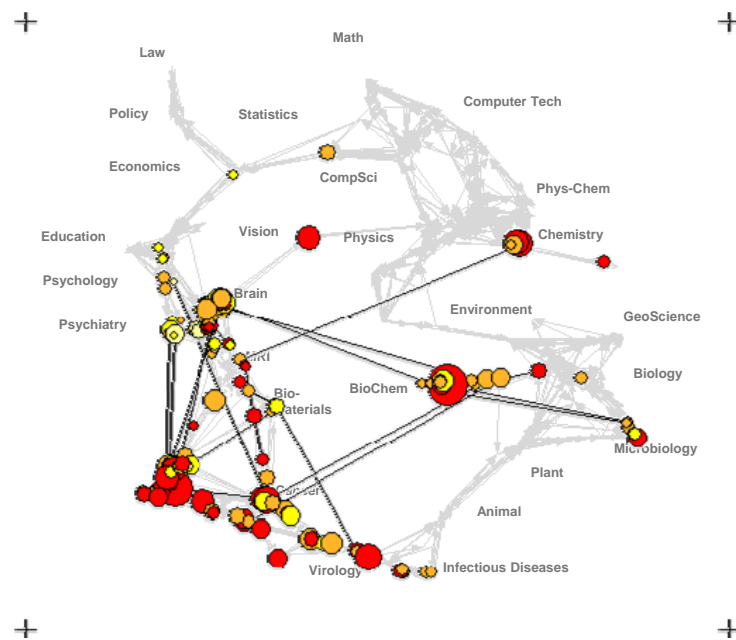 Math
Law
Computer Tech
Policy
Statistics
Economics
CompSci
Phys-Chem
Education
Vision
Physics
Chemistry
Psychology
Brain
Environment
GeoScience
Psychiatry
BioChem
Biology
Bio-
Materials
Microbiology
Plant
Cancer
Animal
Virology
Infectious Diseases